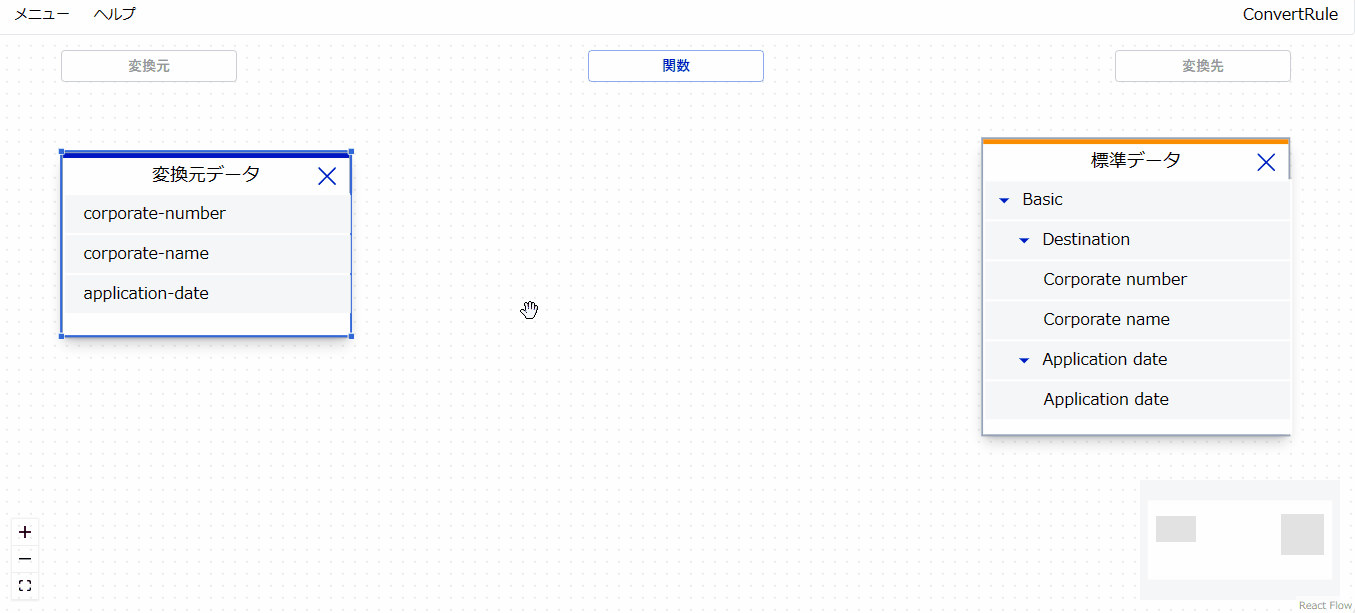 メニュー ヘルプ ConvertRule
変換元 関数 変換先
変換元データ
corporate-number
corporate-name
application-date
標準データ
Basic
Destination
Corporate number
Corporate name
Application date
Application date
React Flow